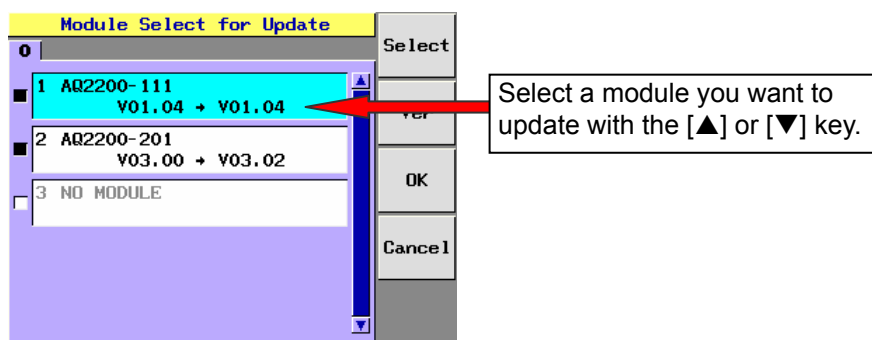 Module Select for Update
0
1 AQ2200-111
V01.04 → V01.04
2 AQ2200-201
V03.00 → V03.02
3 NO MODULE
Select
Ver
OK
Cancel
Select a module you want to
update with the [▲] or [▼] key.